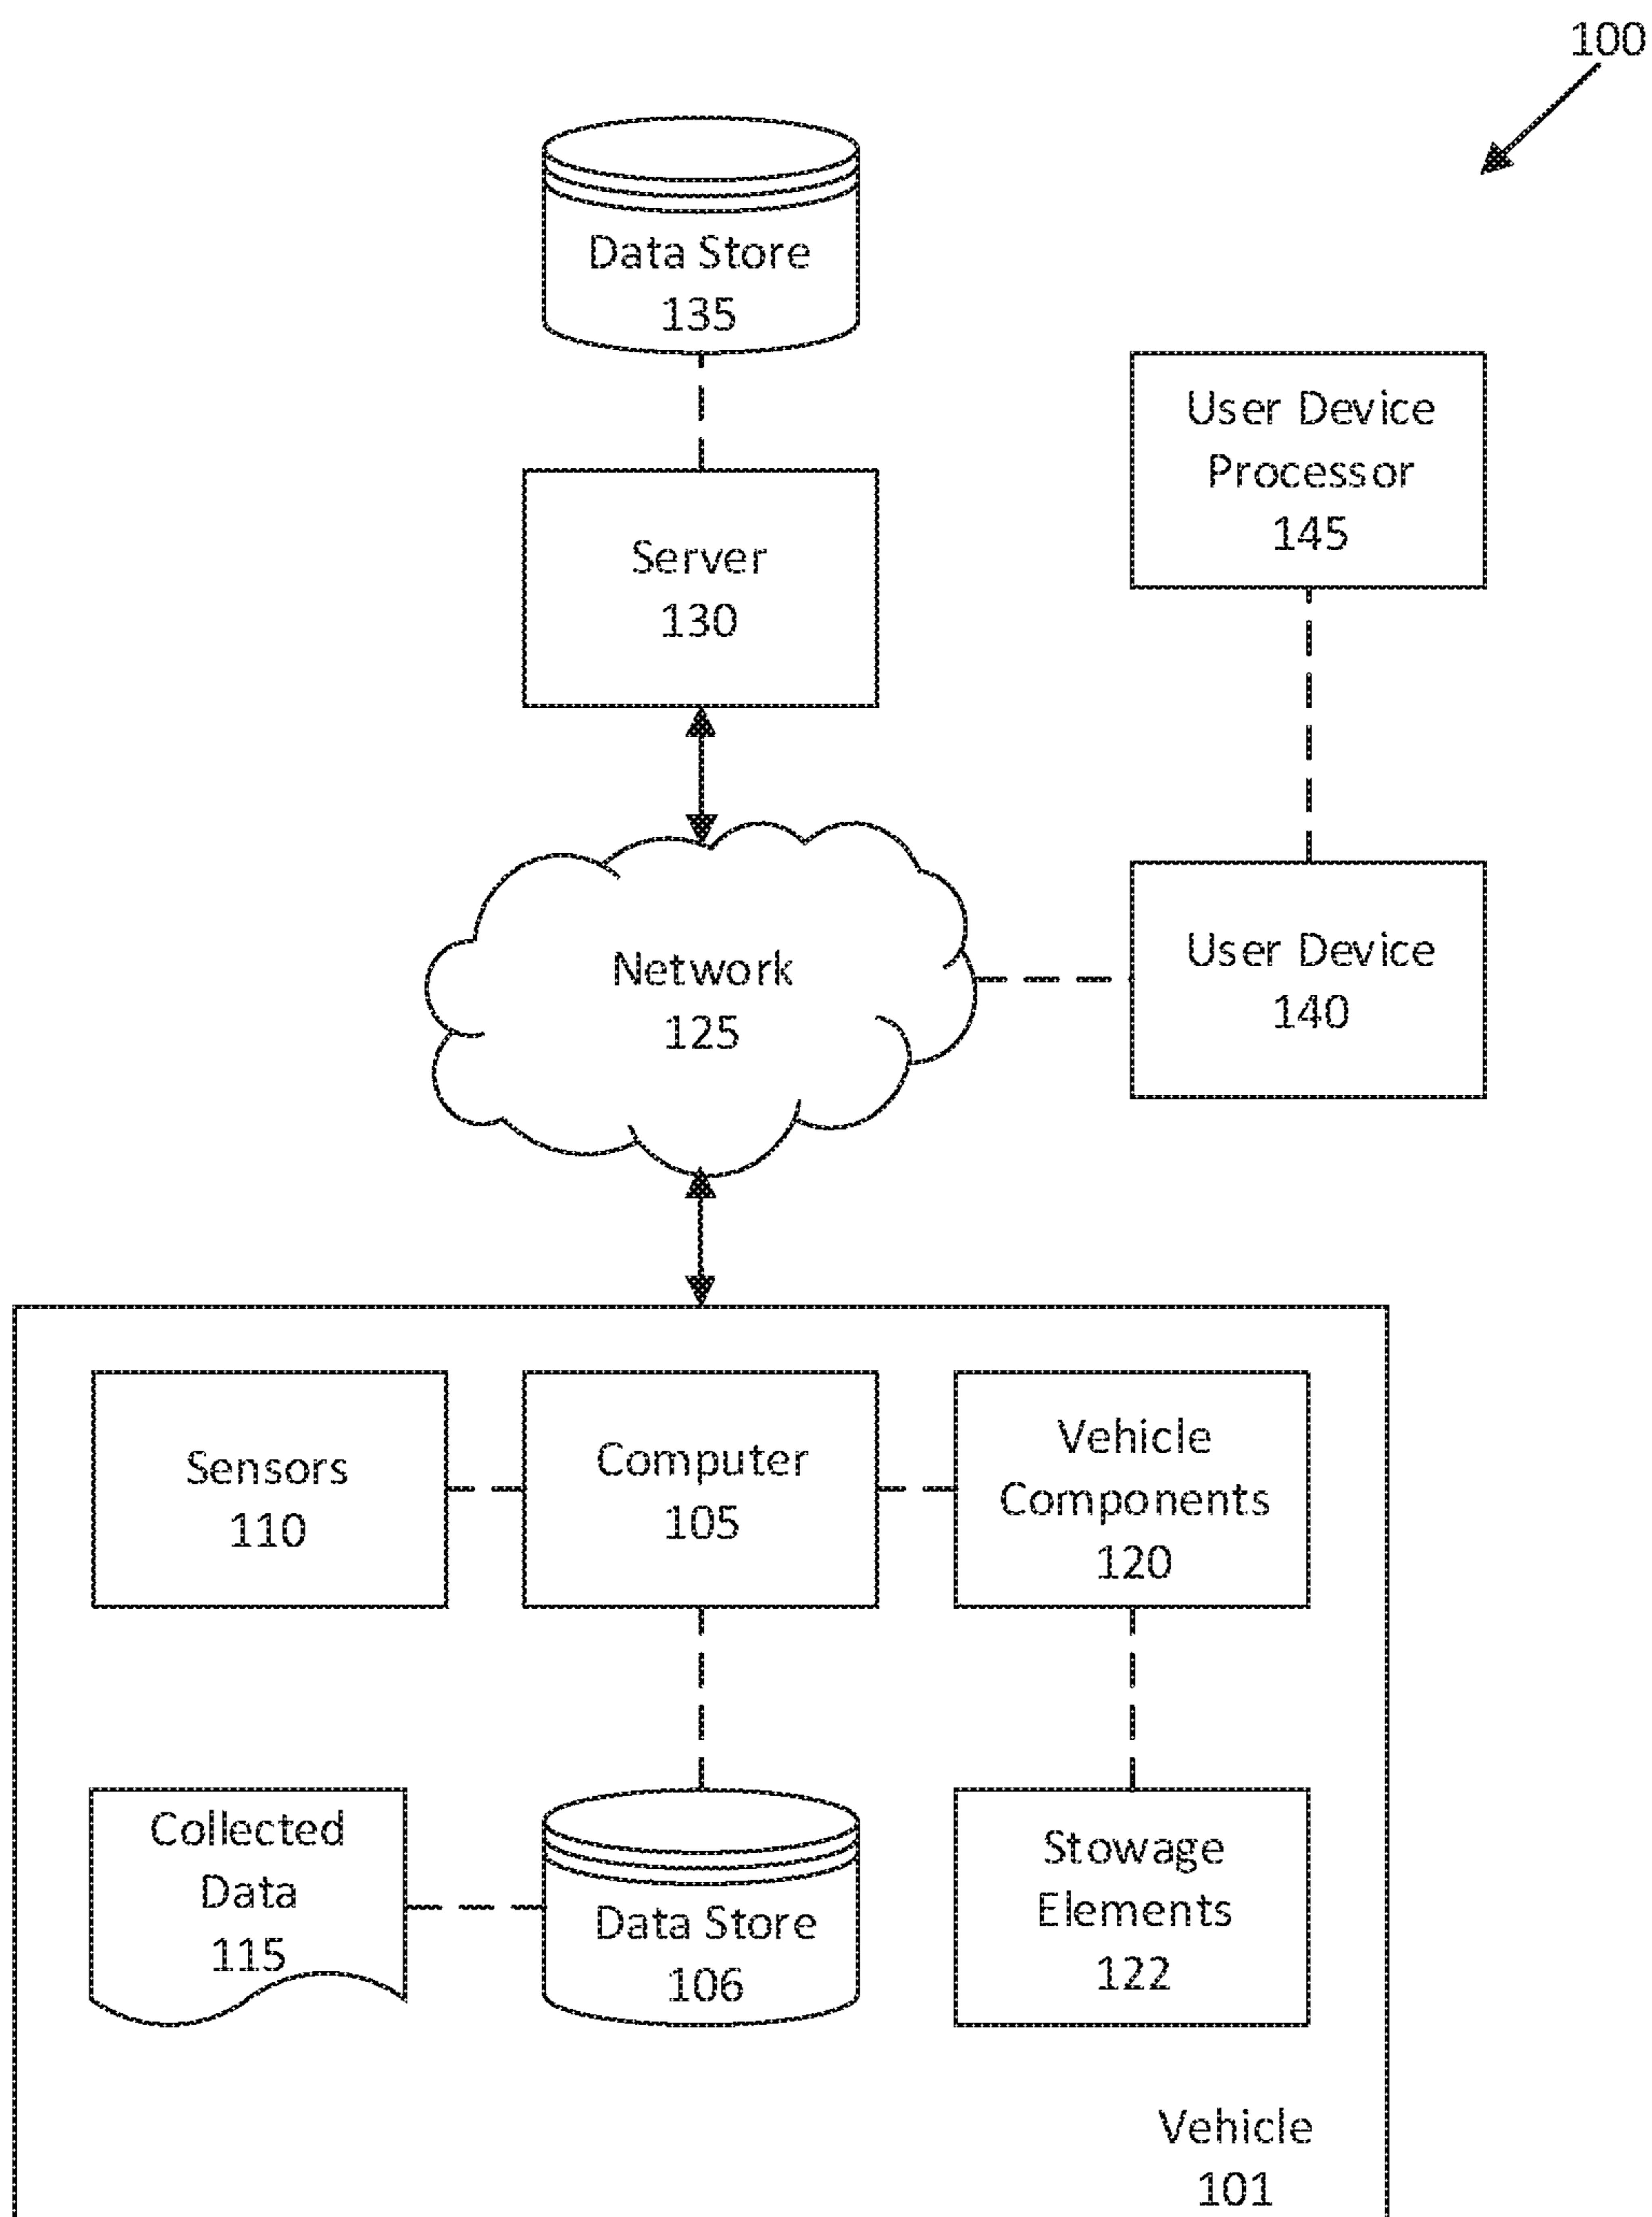 100
Data Store
135
User Device
Processor
145
Server
130
Network
125
User Device
140
Sensors
110
Computer
105
Vehicle
Components
120
Collected
Data
115
Data Store
106
Stowage
Elements
122
Vehicle
101